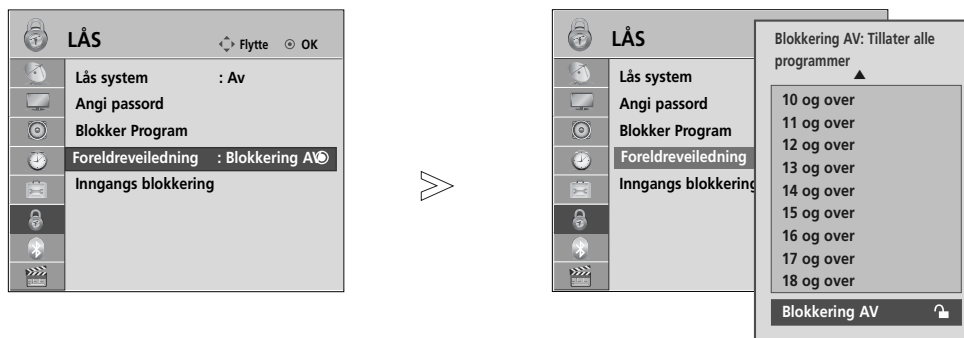 LÅS
Flytte OK
Lås system : Av
Angi passord
Blokker Program
Foreldreveiledning : Blokkering AV
Inngangs blokkering
LÅS
Lås system
Angi passord
Blokker Program
Foreldreveiledning
Inngangs blokkering
Blokkering AV: Tillater alle
programmer
10 og over
11 og over
12 og over
13 og over
14 og over
15 og over
16 og over
17 og over
18 og over
Blokkering AV